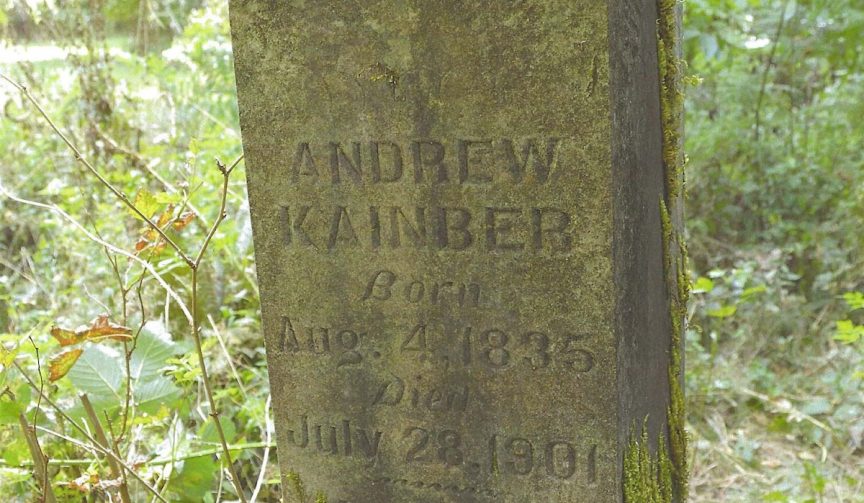 ANDREW
KAINBER
Born
Aug. 4, 1835
Died
July 28, 1901